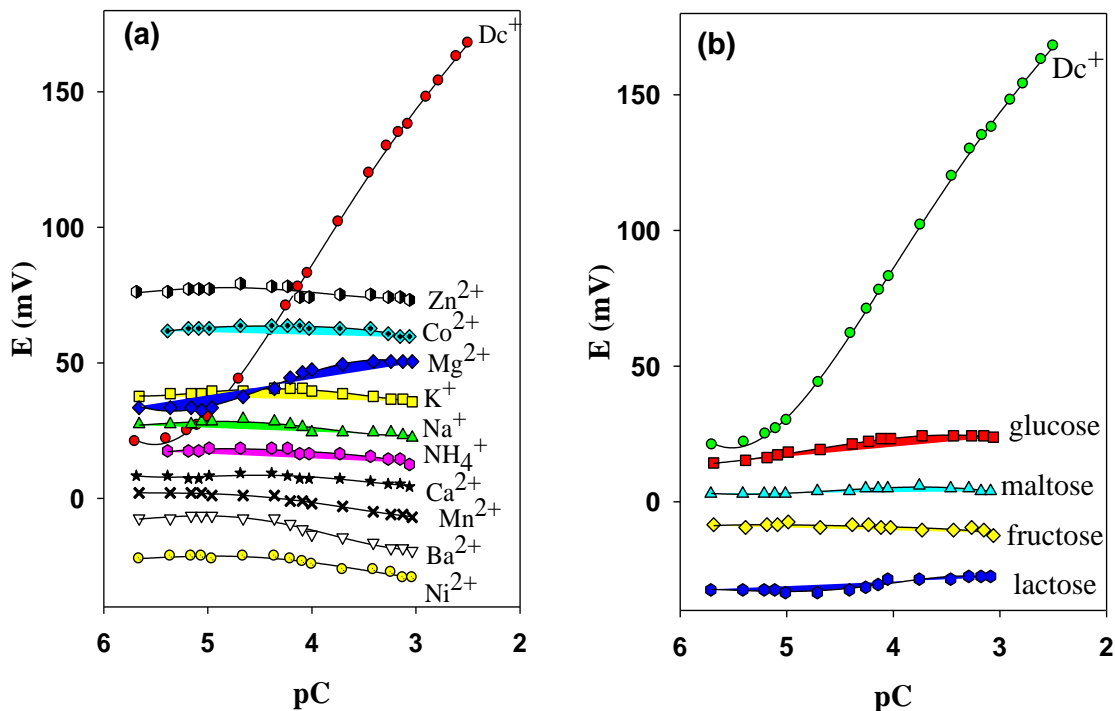 (a)
Dc⁺
150
100
50
0
E (mV)
Zn²⁺
Co²⁺
Mg²⁺
K⁺
Na⁺
NH₄⁺
Ca²⁺
Mn²⁺
Ba²⁺
Ni²⁺
6 5 4 3 2
pC
(b)
Dc⁺
150
100
50
0
E (mV)
glucose
maltose
fructose
lactose
6 5 4 3 2
pC